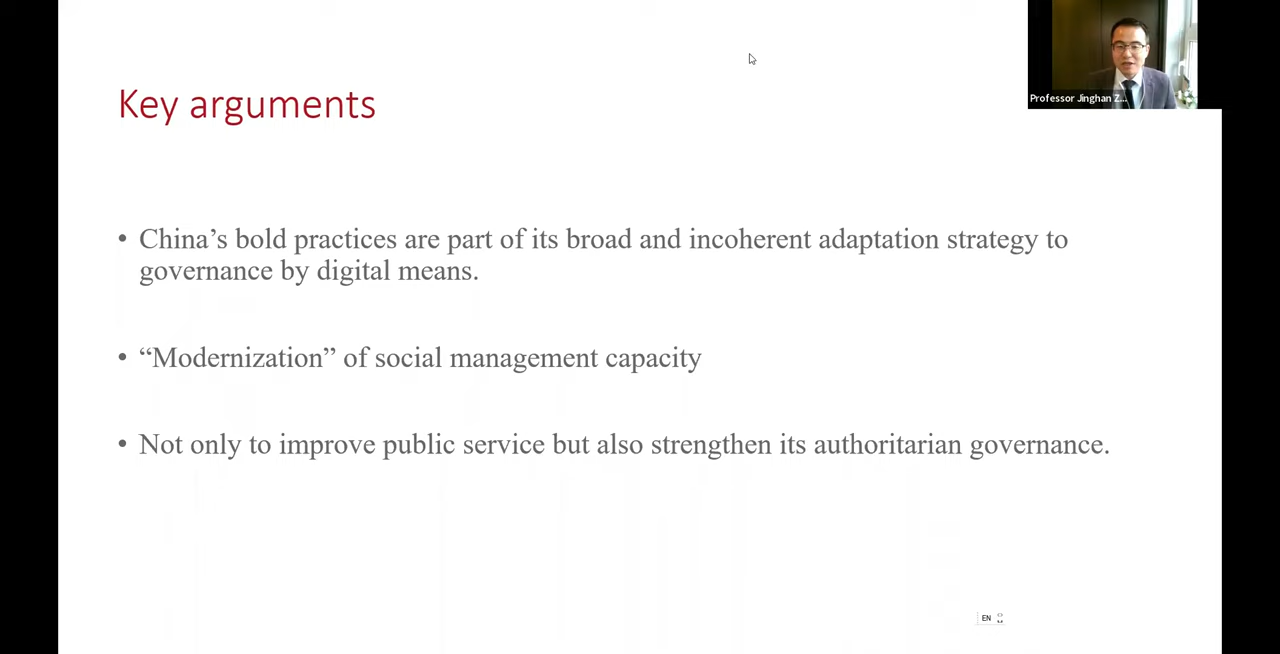 Professor Jinghan Z...
Key arguments
• China’s bold practices are part of its broad and incoherent adaptation strategy to
governance by digital means.
• “Modernization” of social management capacity
• Not only to improve public service but also strengthen its authoritarian governance.
EN